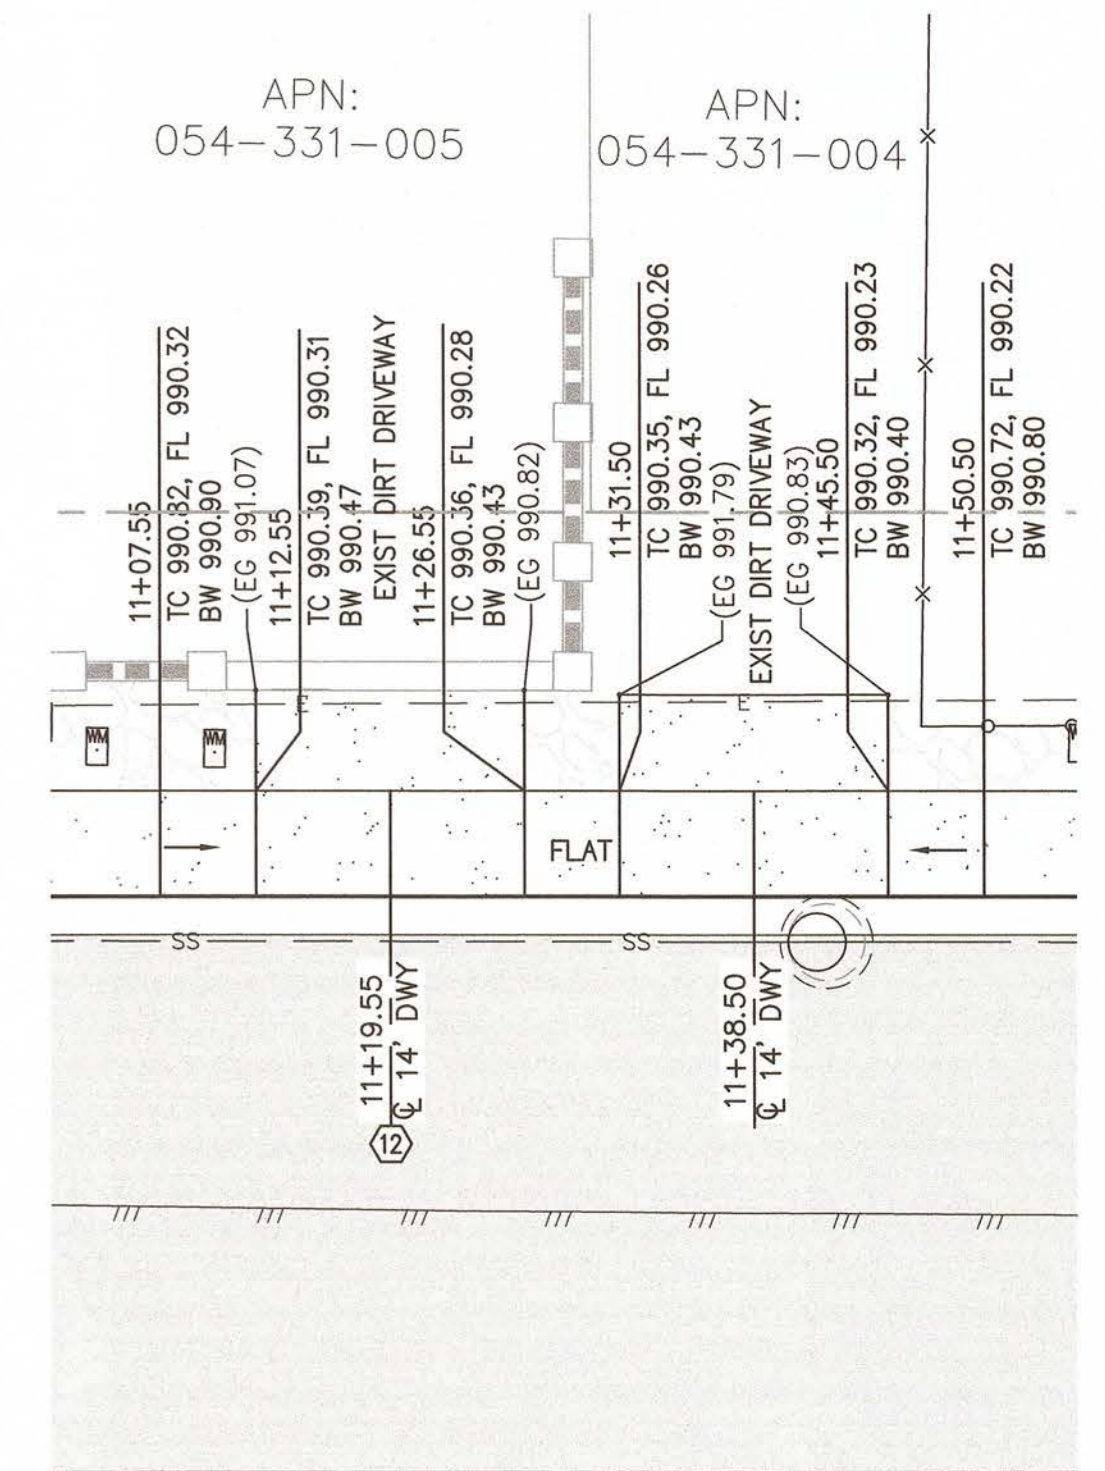 APN:
054-331-005
APN:
054-331-004
11+07.55
TC 990.82, FL 990.32
BW 990.90
(EG 991.07)
11+12.55
TC 990.39, FL 990.31
BW 990.47
EXIST DIRT DRIVEWAY
11+26.55
TC 990.36, FL 990.28
BW 990.43
(EG 990.82)
11+31.50
TC 990.35, FL 990.26
BW 990.43
(EG 991.79)
EXIST DIRT DRIVEWAY
(EG 990.83)
11+45.50
TC 990.32, FL 990.23
BW 990.40
11+50.50
TC 990.72, FL 990.22
BW 990.80
E
E
WM
WM
FLAT
SS
SS
11+19.55
℄ 14' DWY
12
11+38.50
℄ 14' DWY